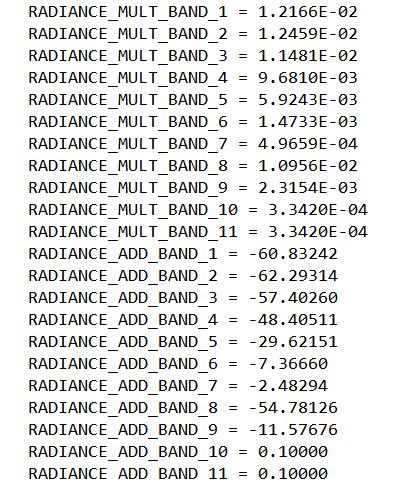 RADIANCE_MULT_BAND_1 = 1.2166E-02
RADIANCE_MULT_BAND_2 = 1.2459E-02
RADIANCE_MULT_BAND_3 = 1.1481E-02
RADIANCE_MULT_BAND_4 = 9.6810E-03
RADIANCE_MULT_BAND_5 = 5.9243E-03
RADIANCE_MULT_BAND_6 = 1.4733E-03
RADIANCE_MULT_BAND_7 = 4.9659E-04
RADIANCE_MULT_BAND_8 = 1.0956E-02
RADIANCE_MULT_BAND_9 = 2.3154E-03
RADIANCE_MULT_BAND_10 = 3.3420E-04
RADIANCE_MULT_BAND_11 = 3.3420E-04
RADIANCE_ADD_BAND_1 = -60.83242
RADIANCE_ADD_BAND_2 = -62.29314
RADIANCE_ADD_BAND_3 = -57.40260
RADIANCE_ADD_BAND_4 = -48.40511
RADIANCE_ADD_BAND_5 = -29.62151
RADIANCE_ADD_BAND_6 = -7.36660
RADIANCE_ADD_BAND_7 = -2.48294
RADIANCE_ADD_BAND_8 = -54.78126
RADIANCE_ADD_BAND_9 = -11.57676
RADIANCE_ADD_BAND_10 = 0.10000
RADIANCE_ADD_BAND_11 = 0.10000